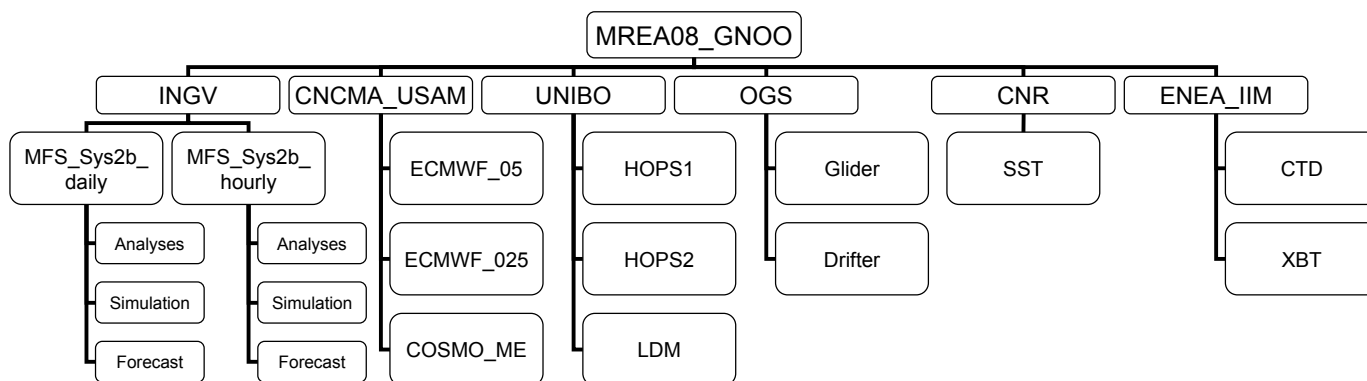 MREA08_GNOO
INGV
CNCMA_USAM
UNIBO
OGS
CNR
ENEA_IIM
MFS_Sys2b_
daily
MFS_Sys2b_
hourly
ECMWF_05
HOPS1
Glider
SST
CTD
Analyses
Analyses
ECMWF_025
HOPS2
Drifter
XBT
Simulation
Simulation
COSMO_ME
LDM
Forecast
Forecast